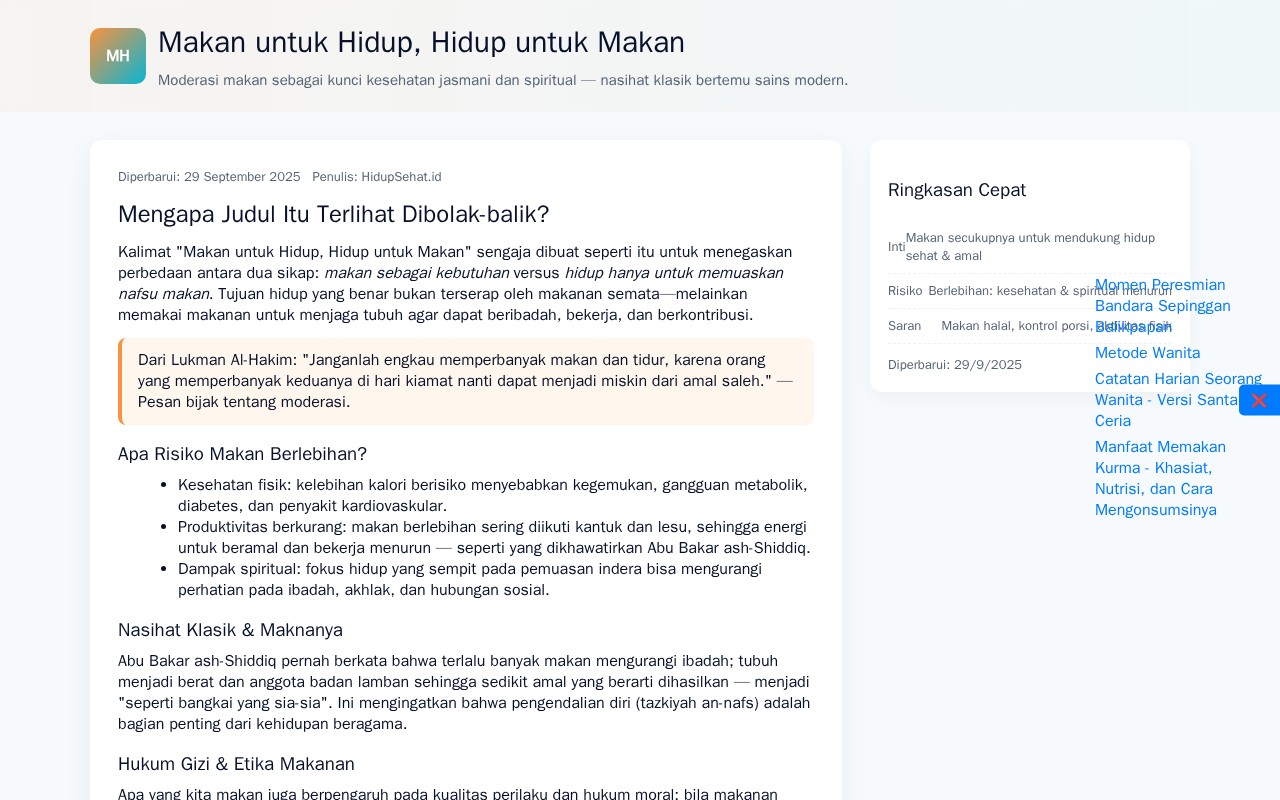 MH
Makan untuk Hidup, Hidup untuk Makan
Moderasi makan sebagai kunci kesehatan jasmani dan spiritual — nasihat klasik bertemu sains modern.
Diperbarui: 29 September 2025 Penulis: HidupSehat.id
Mengapa Judul Itu Terlihat Dibolak-balik?
Kalimat "Makan untuk Hidup, Hidup untuk Makan" sengaja dibuat seperti itu untuk menegaskan
perbedaan antara dua sikap: makan sebagai kebutuhan versus hidup hanya untuk memuaskan
nafsu makan. Tujuan hidup yang benar bukan terserap oleh makanan semata—melainkan
memakai makanan untuk menjaga tubuh agar dapat beribadah, bekerja, dan berkontribusi.
Dari Lukman Al-Hakim: "Janganlah engkau memperbanyak makan dan tidur, karena orang
yang memperbanyak keduanya di hari kiamat nanti dapat menjadi miskin dari amal saleh." —
Pesan bijak tentang moderasi.
Apa Risiko Makan Berlebihan?
• Kesehatan fisik: kelebihan kalori berisiko menyebabkan kegemukan, gangguan metabolik,
diabetes, dan penyakit kardiovaskular.
• Produktivitas berkurang: makan berlebihan sering diikuti kantuk dan lesu, sehingga energi
untuk beramal dan bekerja menurun — seperti yang dikhawatirkan Abu Bakar ash-Shiddiq.
• Dampak spiritual: fokus hidup yang sempit pada pemuasan indera bisa mengurangi
perhatian pada ibadah, akhlak, dan hubungan sosial.
Nasihat Klasik & Maknanya
Abu Bakar ash-Shiddiq pernah berkata bahwa terlalu banyak makan mengurangi ibadah; tubuh
menjadi berat dan anggota badan lamban sehingga sedikit amal yang berarti dihasilkan — menjadi
"seperti bangkai yang sia-sia". Ini mengingatkan bahwa pengendalian diri (tazkiyah an-nafs) adalah
bagian penting dari kehidupan beragama.
Hukum Gizi & Etika Makanan
Apa yang kita makan juga berpengaruh pada kualitas perilaku dan hukum moral: bila makanan
Ringkasan Cepat
Inti Makan secukupnya untuk mendukung hidup
sehat & amal
Risiko Berlebihan: kesehatan & spiritual menurun
Saran Makan halal, kontrol porsi, aktivitas fisik
Diperbarui: 29/9/2025
Momen Peresmian
Bandara Sepinggan
Balikpapan
Metode Wanita
Catatan Harian Seorang
Wanita - Versi Santai
Ceria
Manfaat Memakan
Kurma - Khasiat,
Nutrisi, dan Cara
Mengonsumsinya